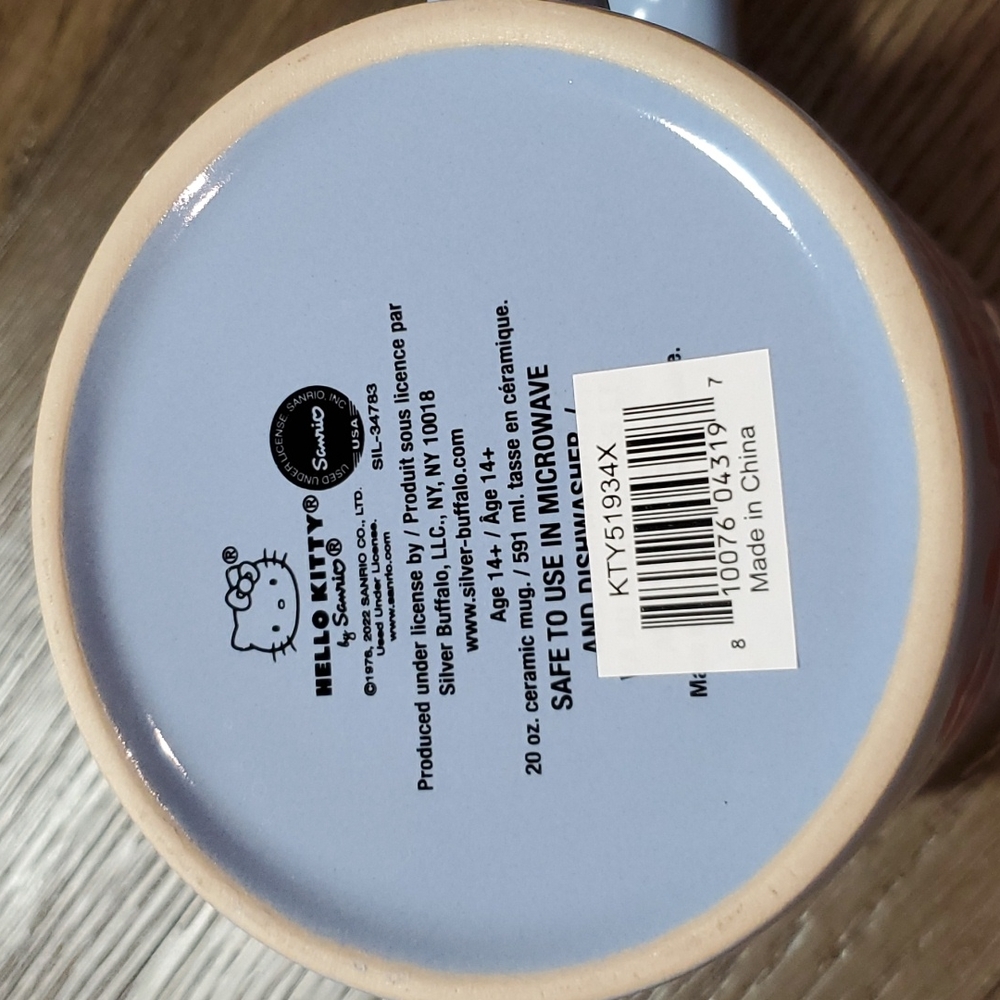 ®
HELLO KITTY®
by Sanrio®
USED UNDER LICENSE SANRIO, INC
Sanrio
USA
©1976, 2022 SANRIO CO., LTD.
Used Under License.
SIL-34783
www.sanrio.com
Produced under license by / Produit sous licence par
Silver Buffalo, LLC., NY, NY 10018
www.silver-buffalo.com
Age 14+ / Âge 14+
20 oz. ceramic mug. / 591 ml. tasse en céramique.
SAFE TO USE IN MICROWAVE
AND DISHWASHER /
KTY51934X
8 10076 04319 7
Made in China